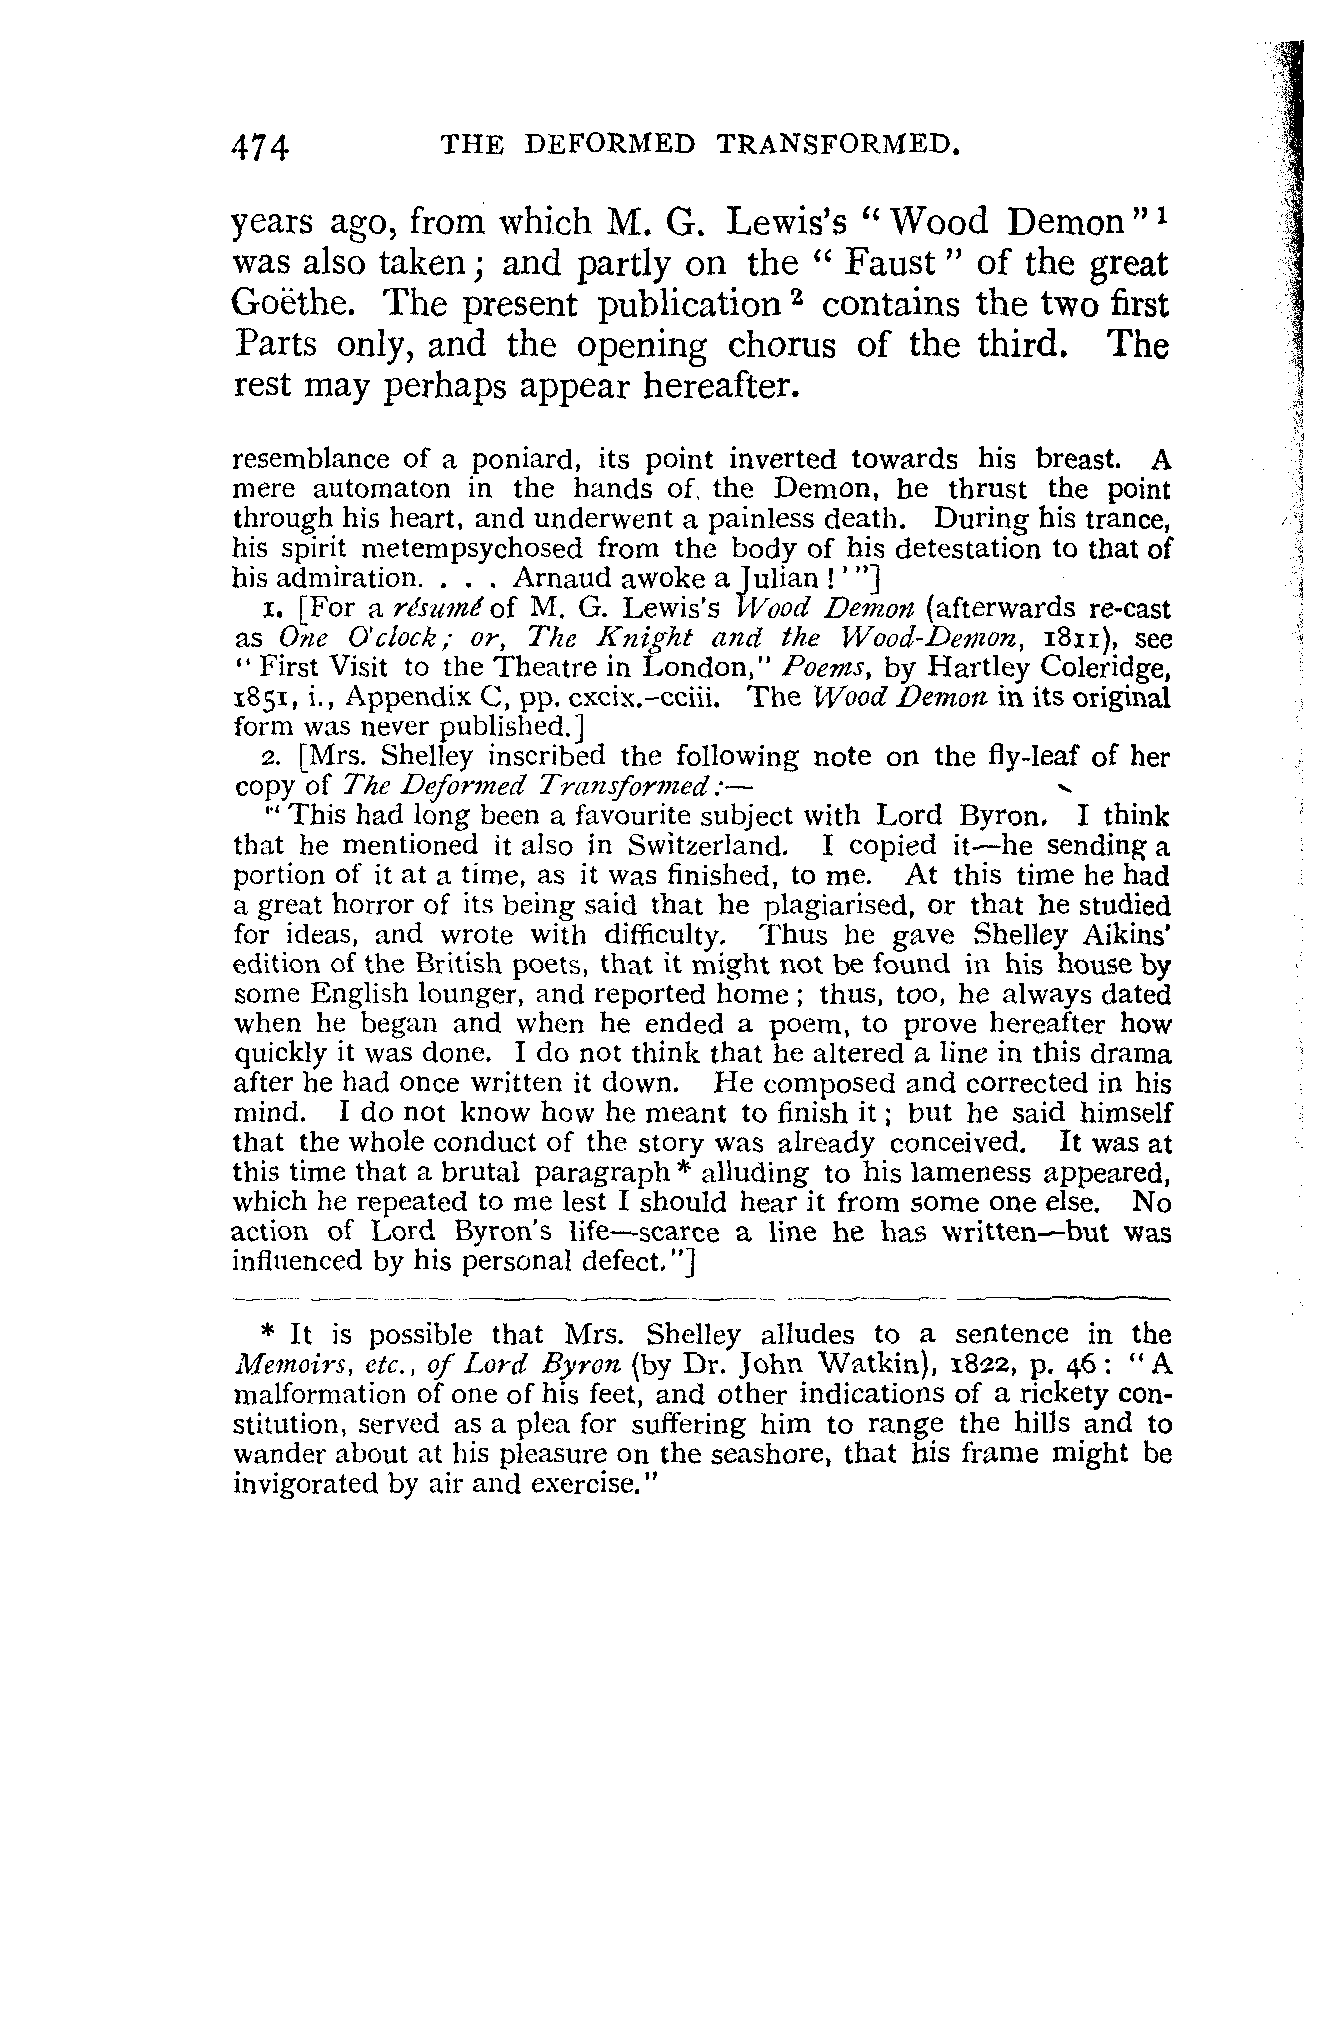 474 THE DEFORMED TRANSFORMED.
years ago, from which M. G. Lewis's “Wood Demon” ¹
was also taken; and partly on the “Faust” of the great
Goëthe. The present publication ² contains the two first
Parts only, and the opening chorus of the third. The
rest may perhaps appear hereafter.
resemblance of a poniard, its point inverted towards his breast. A
mere automaton in the hands of the Demon, he thrust the point
through his heart, and underwent a painless death. During his trance,
his spirit metempsychosed from the body of his detestation to that of
his admiration. . . . Arnaud awoke a Julian!’”]
1. [For a résumé of M. G. Lewis's Wood Demon (afterwards re-cast
as One O'clock; or, The Knight and the Wood-Demon, 1811), see
“First Visit to the Theatre in London,” Poems, by Hartley Coleridge,
1851, i., Appendix C, pp. cxcix.–cciii. The Wood Demon in its original
form was never published.]
2. [Mrs. Shelley inscribed the following note on the fly-leaf of her
copy of The Deformed Transformed:—
“This had long been a favourite subject with Lord Byron. I think
that he mentioned it also in Switzerland. I copied it—he sending a
portion of it at a time, as it was finished, to me. At this time he had
a great horror of its being said that he plagiarised, or that he studied
for ideas, and wrote with difficulty. Thus he gave Shelley Aikins'
edition of the British poets, that it might not be found in his house by
some English lounger, and reported home; thus, too, he always dated
when he began and when he ended a poem, to prove hereafter how
quickly it was done. I do not think that he altered a line in this drama
after he had once written it down. He composed and corrected in his
mind. I do not know how he meant to finish it; but he said himself
that the whole conduct of the story was already conceived. It was at
this time that a brutal paragraph* alluding to his lameness appeared,
which he repeated to me lest I should hear it from some one else. No
action of Lord Byron's life—scarce a line he has written—but was
influenced by his personal defect.”]
* It is possible that Mrs. Shelley alludes to a sentence in the
Memoirs, etc., of Lord Byron (by Dr. John Watkin), 1822, p. 46: “A
malformation of one of his feet, and other indications of a rickety con-
stitution, served as a plea for suffering him to range the hills and to
wander about at his pleasure on the seashore, that his frame might be
invigorated by air and exercise.”